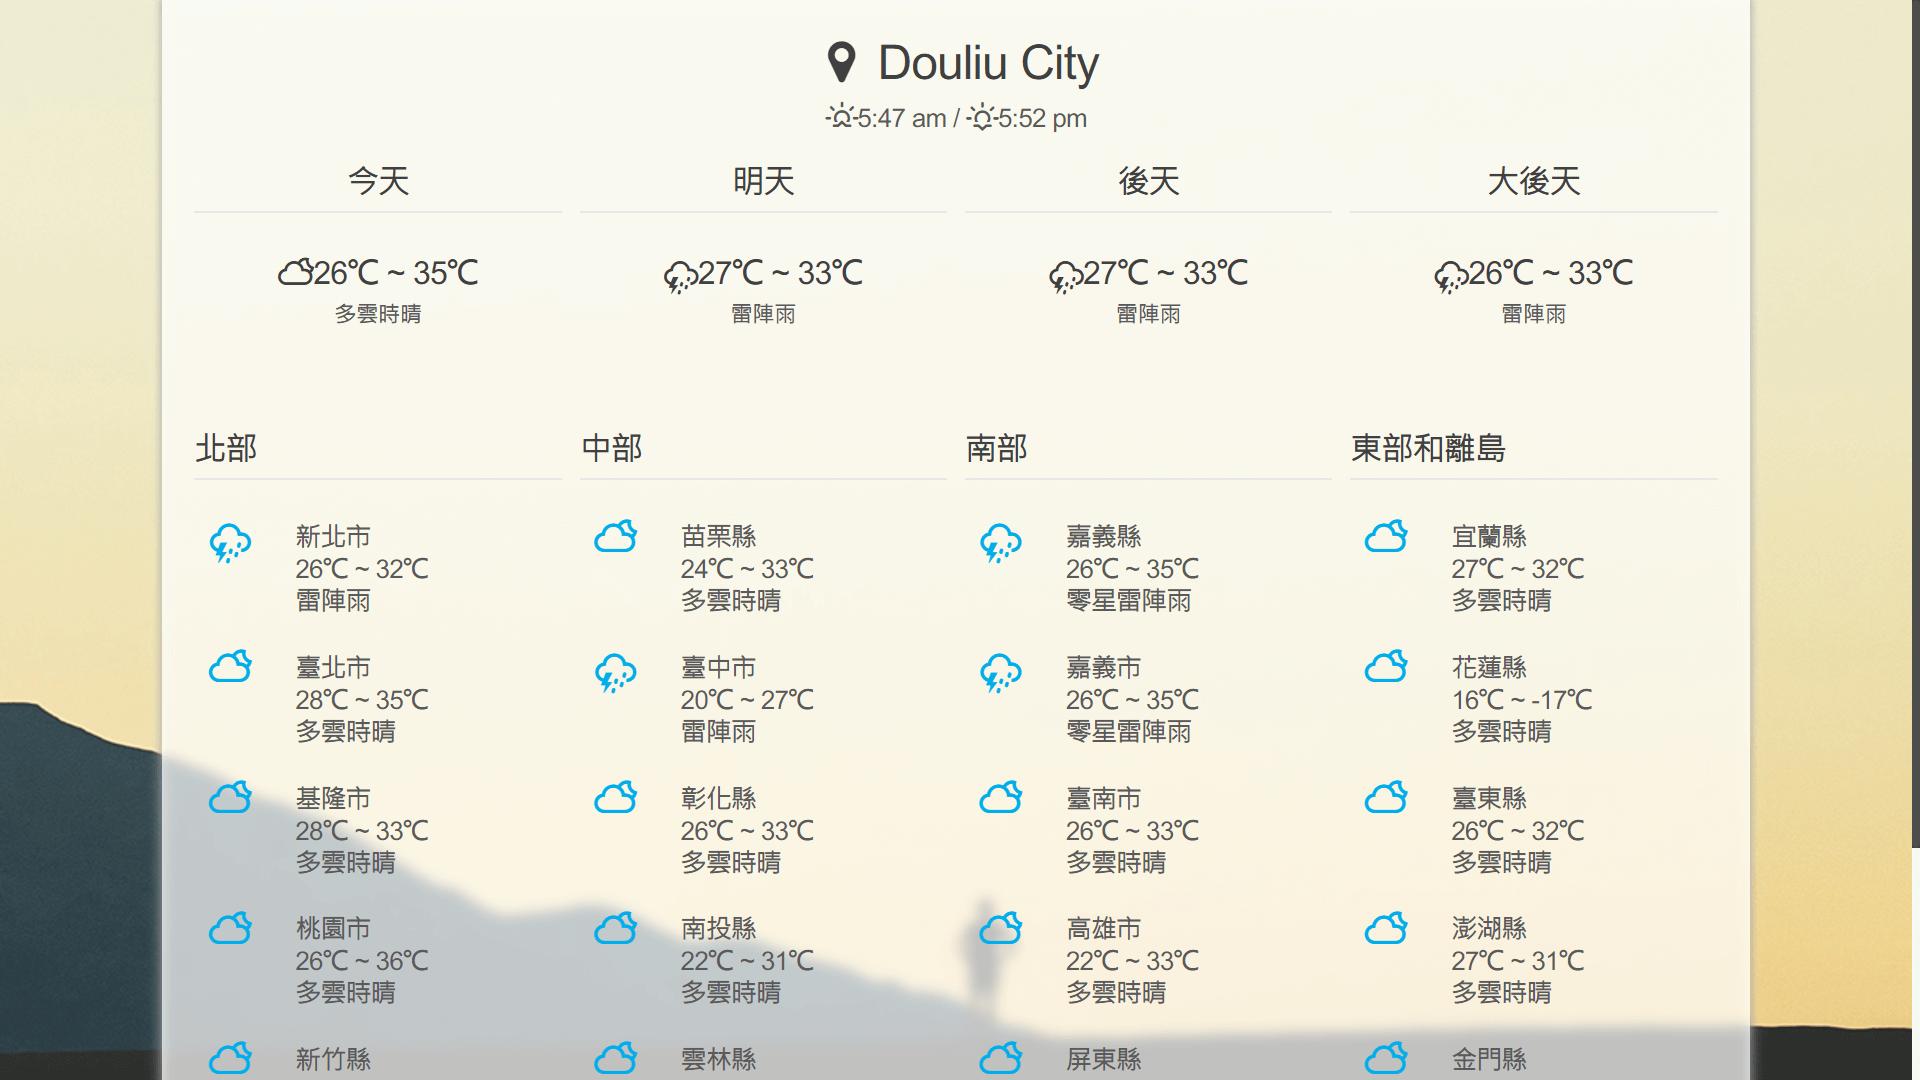 Douliu City
5:47 am / 5:52 pm
今天
26℃ ~ 35℃
多雲時晴
明天
27℃ ~ 33℃
雷陣雨
後天
27℃ ~ 33℃
雷陣雨
大後天
26℃ ~ 33℃
雷陣雨
北部
新北市
26℃ ~ 32℃
雷陣雨
臺北市
28℃ ~ 35℃
多雲時晴
基隆市
28℃ ~ 33℃
多雲時晴
桃園市
26℃ ~ 36℃
多雲時晴
新竹縣
中部
苗栗縣
24℃ ~ 33℃
多雲時晴
臺中市
20℃ ~ 27℃
雷陣雨
彰化縣
26℃ ~ 33℃
多雲時晴
南投縣
22℃ ~ 31℃
多雲時晴
雲林縣
南部
嘉義縣
26℃ ~ 35℃
零星雷陣雨
嘉義市
26℃ ~ 35℃
零星雷陣雨
臺南市
26℃ ~ 33℃
多雲時晴
高雄市
22℃ ~ 33℃
多雲時晴
屏東縣
東部和離島
宜蘭縣
27℃ ~ 32℃
多雲時晴
花蓮縣
16℃ ~ -17℃
多雲時晴
臺東縣
26℃ ~ 32℃
多雲時晴
澎湖縣
27℃ ~ 31℃
多雲時晴
金門縣